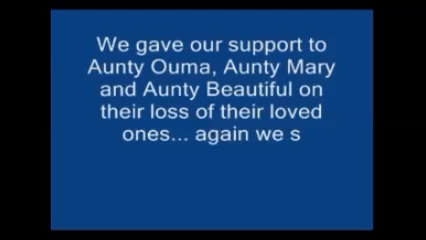 We gave our support to
Aunty Ouma, Aunty Mary
and Aunty Beautiful on
their loss of their loved
ones... again we s